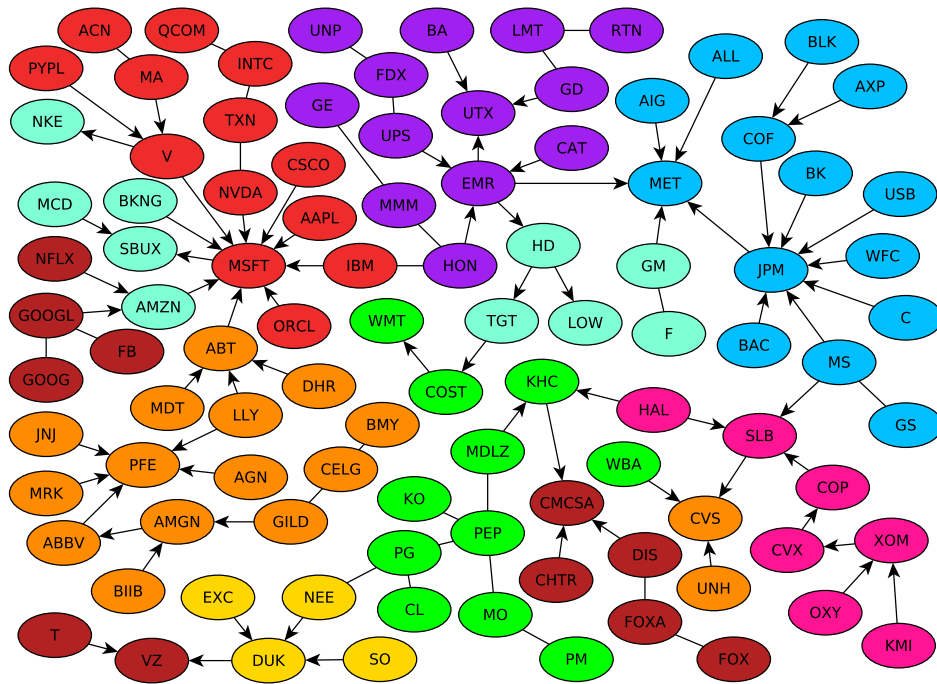 ACN
QCOM
UNP
BA
LMT
RTN
BLK
ALL
PYPL
MA
INTC
FDX
GD
AXP
AIG
GE
UTX
NKE
TXN
UPS
COF
V
CSCO
CAT
BK
NVDA
EMR
MET
USB
MCD
BKNG
MMM
AAPL
SBUX
HD
NFLX
MSFT
IBM
HON
GM
JPM
WFC
AMZN
GOOGL
C
ORCL
WMT
TGT
LOW
F
FB
ABT
BAC
MS
GOOG
DHR
COST
KHC
MDT
LLY
HAL
BMY
GS
JNJ
SLB
MDLZ
PFE
WBA
CELG
AGN
COP
MRK
KO
CMCSA
AMGN
GILD
CVS
ABBV
PEP
XOM
PG
DIS
CVX
CHTR
UNH
BIIB
EXC
NEE
CL
MO
OXY
FOXA
T
KMI
VZ
DUK
SO
PM
FOX